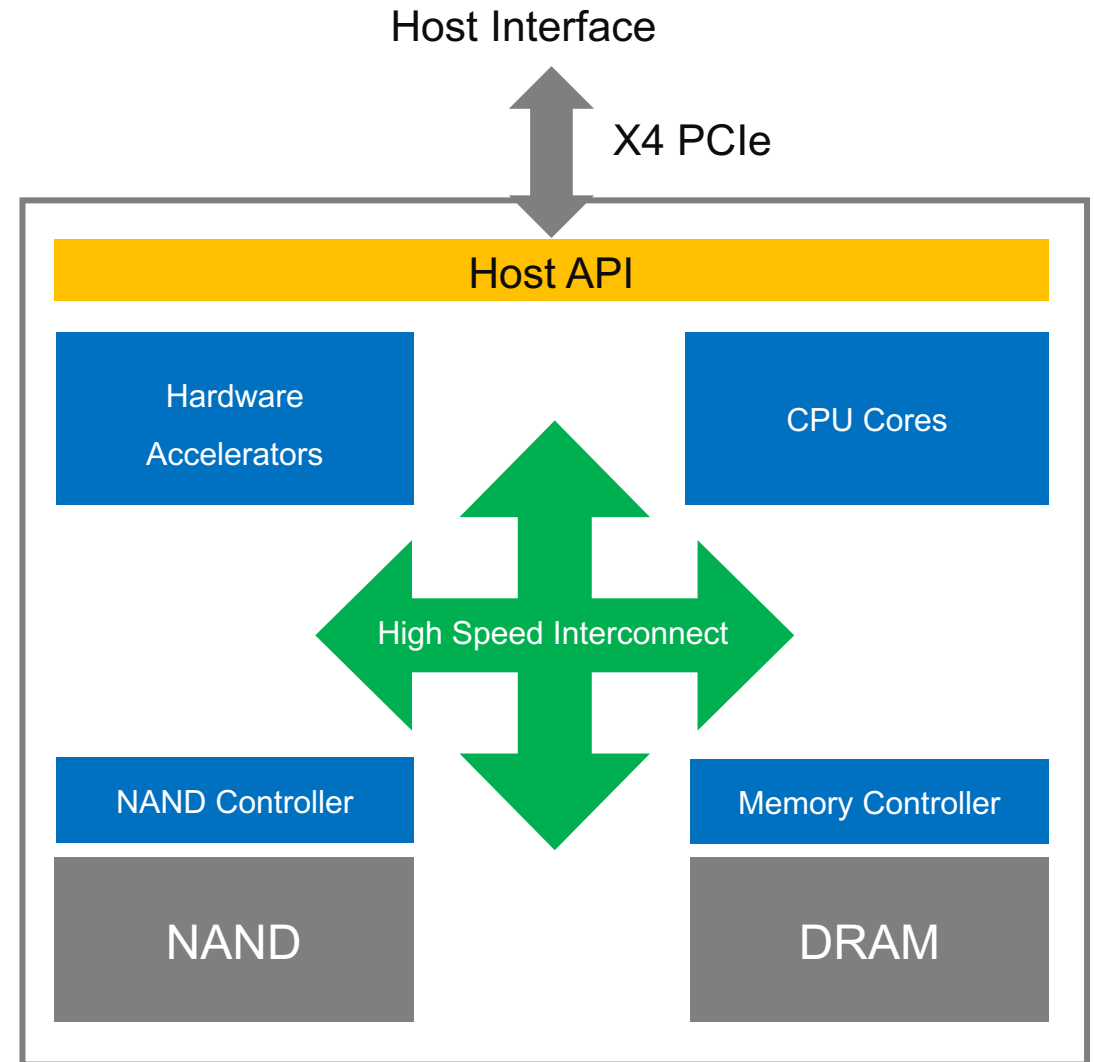 Host Interface
X4 PCIe
Host API
Hardware
Accelerators
CPU Cores
High Speed Interconnect
NAND Controller
Memory Controller
NAND
DRAM